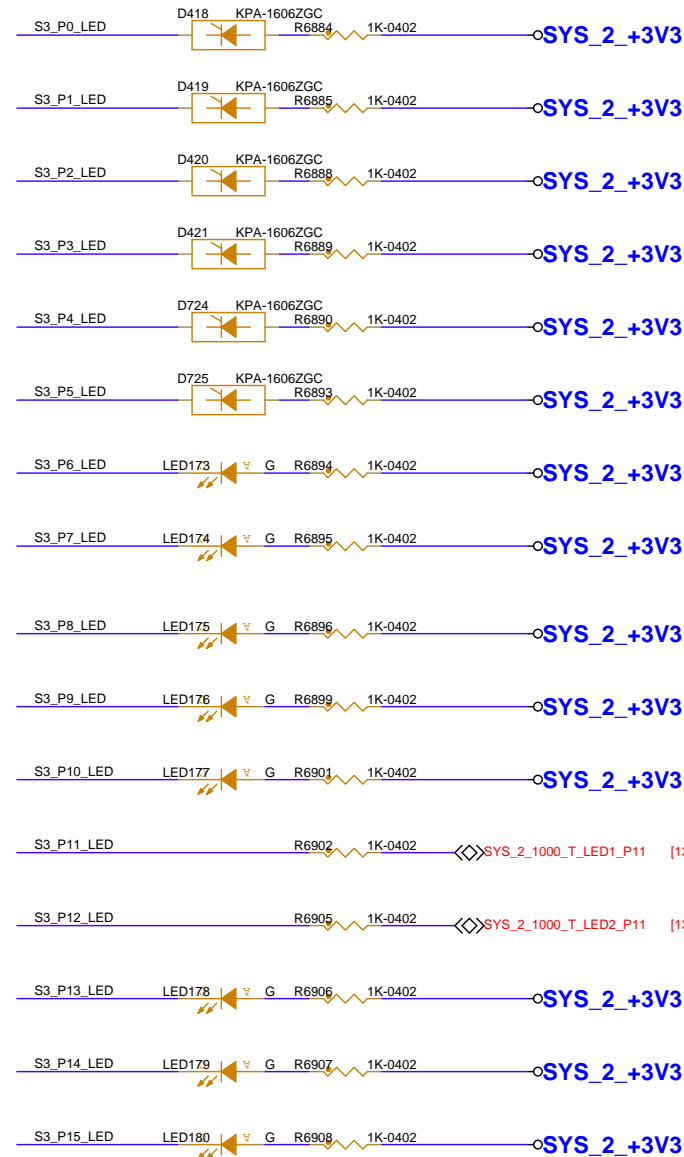 D418 KPA-1606ZGC
S3_P0_LED R6884 1K-0402 SYS_2_+3V3
D419 KPA-1606ZGC
S3_P1_LED R6885 1K-0402 SYS_2_+3V3
D420 KPA-1606ZGC
S3_P2_LED R6888 1K-0402 SYS_2_+3V3
D421 KPA-1606ZGC
S3_P3_LED R6889 1K-0402 SYS_2_+3V3
D724 KPA-1606ZGC
S3_P4_LED R6890 1K-0402 SYS_2_+3V3
D725 KPA-1606ZGC
S3_P5_LED R6893 1K-0402 SYS_2_+3V3
S3_P6_LED LED173 A G R6894 1K-0402 SYS_2_+3V3
S3_P7_LED LED174 A G R6895 1K-0402 SYS_2_+3V3
S3_P8_LED LED175 A G R6896 1K-0402 SYS_2_+3V3
S3_P9_LED LED176 A G R6899 1K-0402 SYS_2_+3V3
S3_P10_LED LED177 A G R6901 1K-0402 SYS_2_+3V3
S3_P11_LED R6902 1K-0402 SYS_2_1000_T_LED1_P11
S3_P12_LED R6905 1K-0402 SYS_2_1000_T_LED2_P11
S3_P13_LED LED178 A G R6906 1K-0402 SYS_2_+3V3
S3_P14_LED LED179 A G R6907 1K-0402 SYS_2_+3V3
S3_P15_LED LED180 A G R6908 1K-0402 SYS_2_+3V3